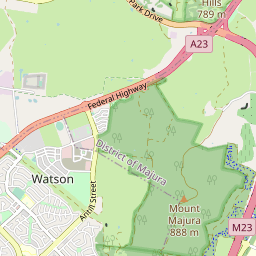 Hills
789 m
Park Drive
A23
Federal Highway
District of Majura
Watson
Antill Street
Mount
Majura
888 m
M23